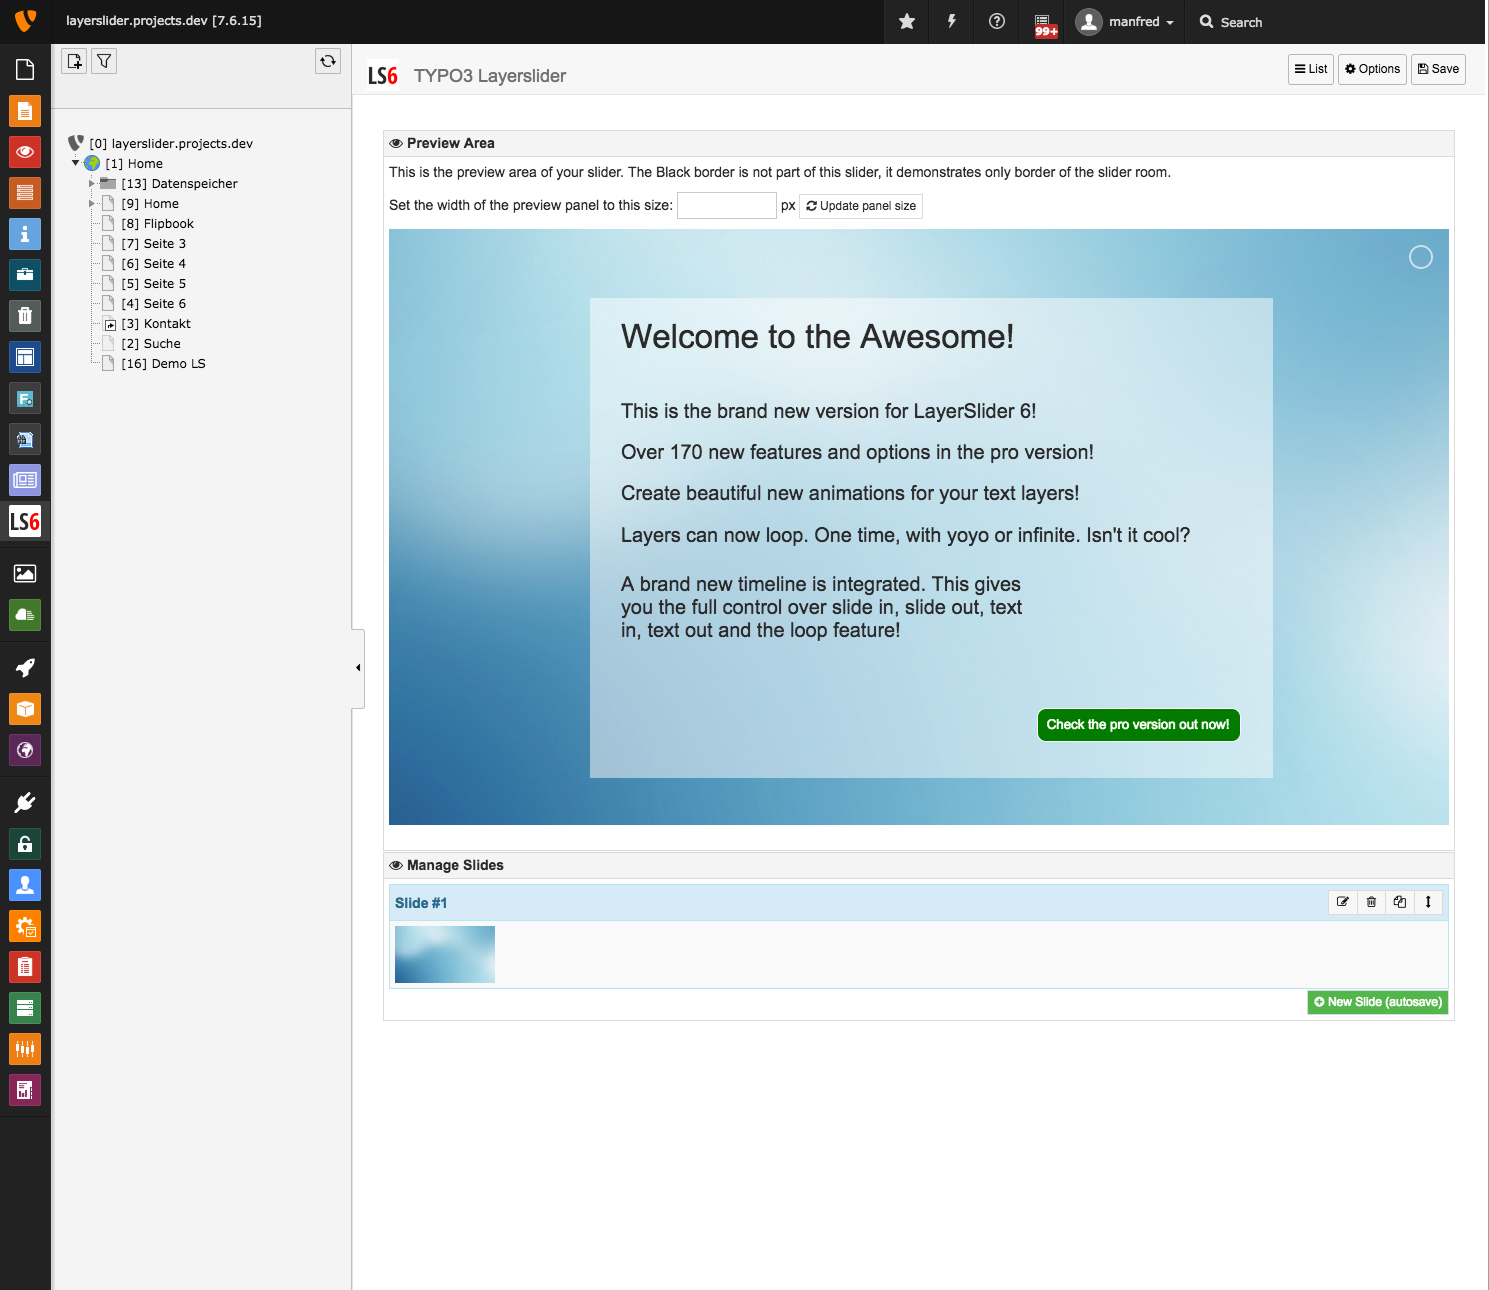 layerslider.projects.dev [7.6.15]
99+
manfred
Search
LS6
TYPO3 Layerslider
List
Options
Save
[0] layerslider.projects.dev
[1] Home
[13] Datenspeicher
[9] Home
[8] Flipbook
[7] Seite 3
[6] Seite 4
[5] Seite 5
[4] Seite 6
[3] Kontakt
[2] Suche
[16] Demo LS
F
LS6
Preview Area
This is the preview area of your slider. The Black border is not part of this slider, it demonstrates only border of the slider room.
Set the width of the preview panel to this size: px Update panel size
Welcome to the Awesome!
This is the brand new version for LayerSlider 6!
Over 170 new features and options in the pro version!
Create beautiful new animations for your text layers!
Layers can now loop. One time, with yoyo or infinite. Isn't it cool?
A brand new timeline is integrated. This gives
you the full control over slide in, slide out, text
in, text out and the loop feature!
Check the pro version out now!
Manage Slides
Slide #1
New Slide (autosave)